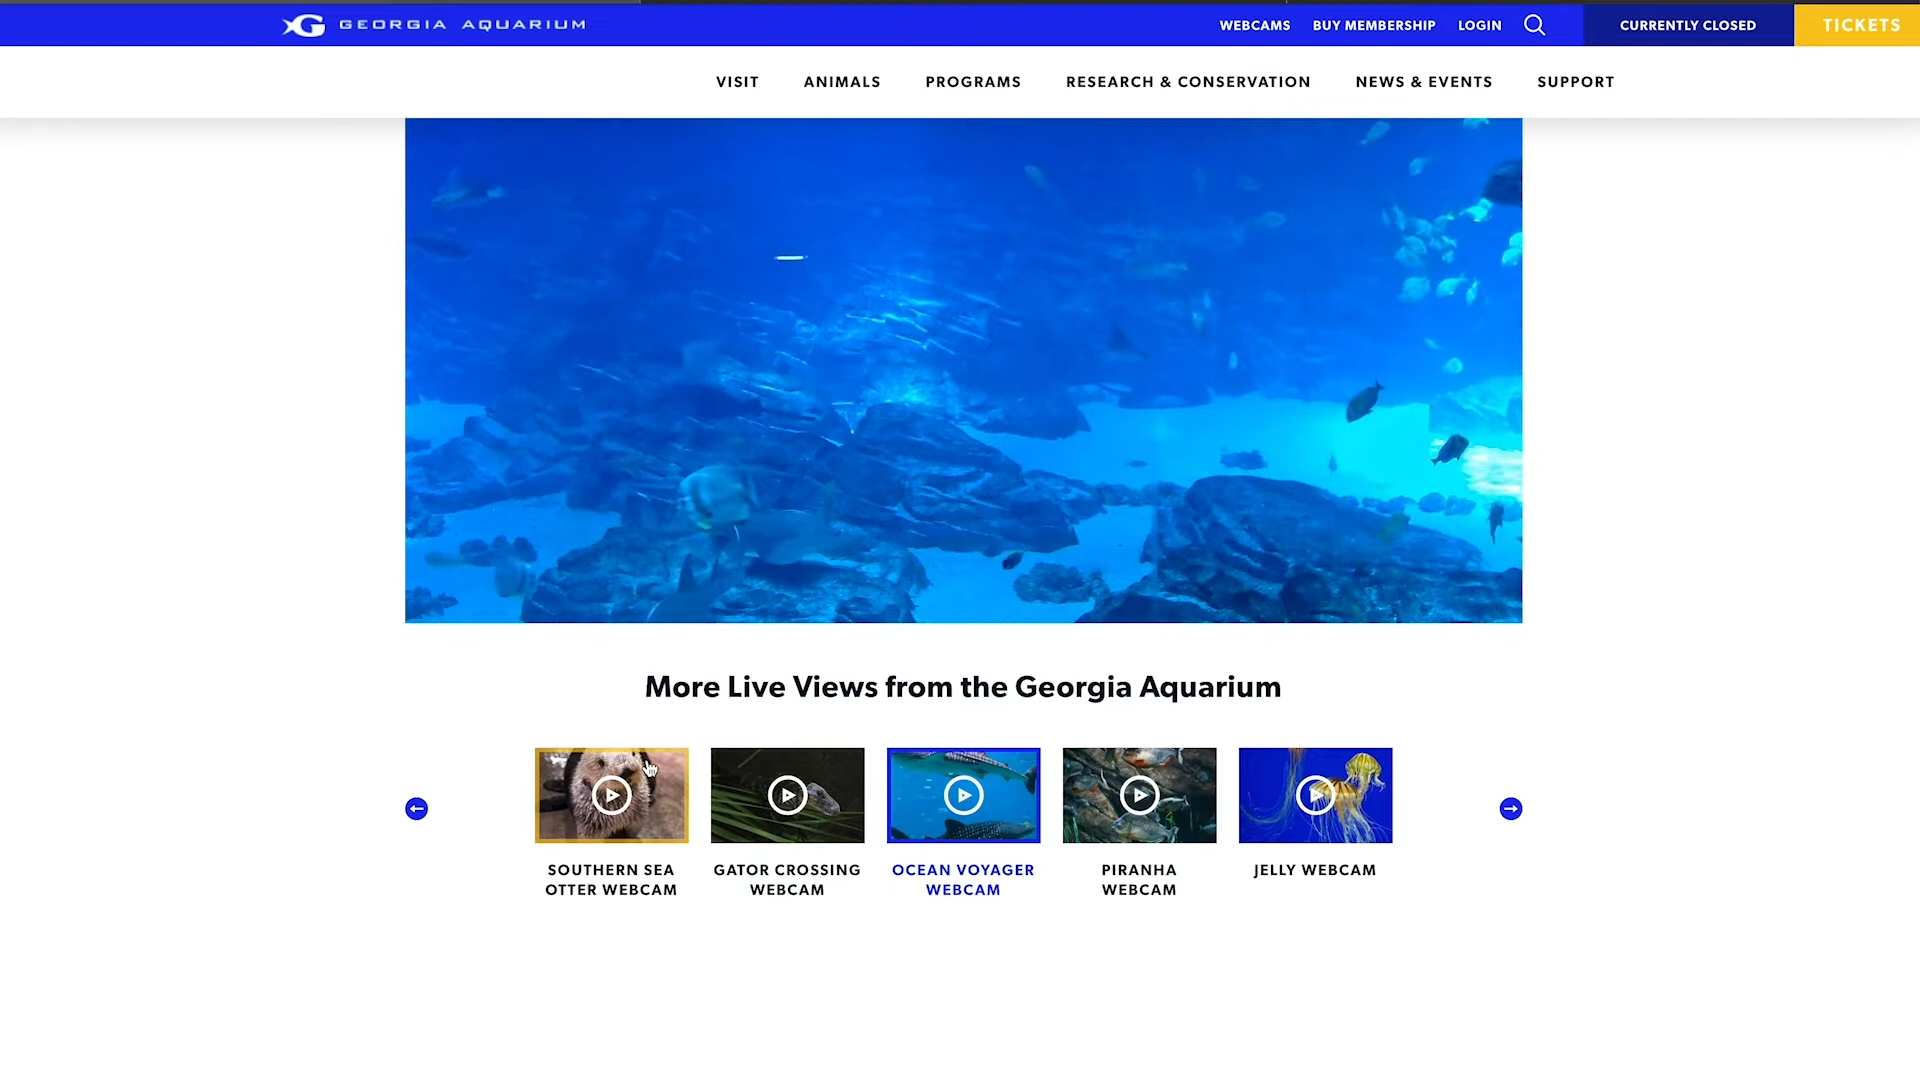 GEORGIA AQUARIUM
WEBCAMS
BUY MEMBERSHIP
LOGIN
CURRENTLY CLOSED
TICKETS
VISIT
ANIMALS
PROGRAMS
RESEARCH & CONSERVATION
NEWS & EVENTS
SUPPORT
More Live Views from the Georgia Aquarium
SOUTHERN SEA
OTTER WEBCAM
GATOR CROSSING
WEBCAM
OCEAN VOYAGER
WEBCAM
PIRANHA
WEBCAM
JELLY WEBCAM